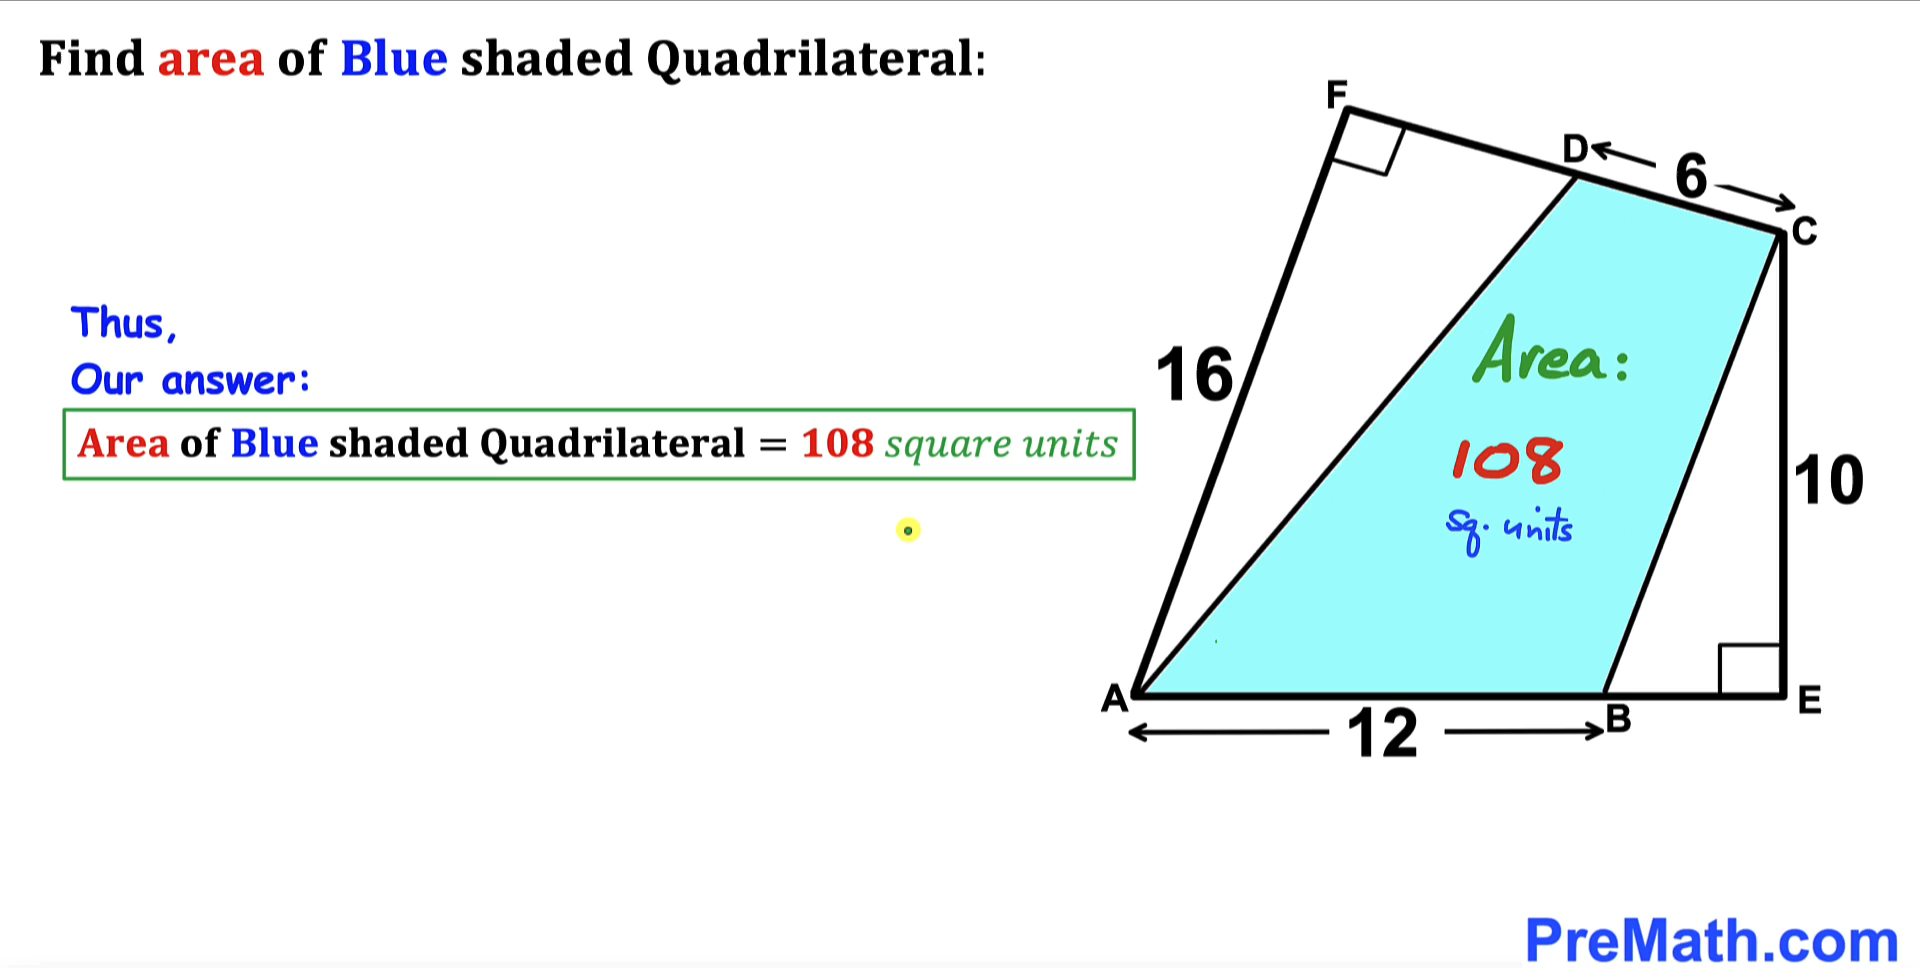 Find area of Blue shaded Quadrilateral:
F
D
6
C
Thus,
Our answer:
Area of Blue shaded Quadrilateral = 108 square units
16
Area:
108
sq. units
10
A
12
B
E
PreMath.com